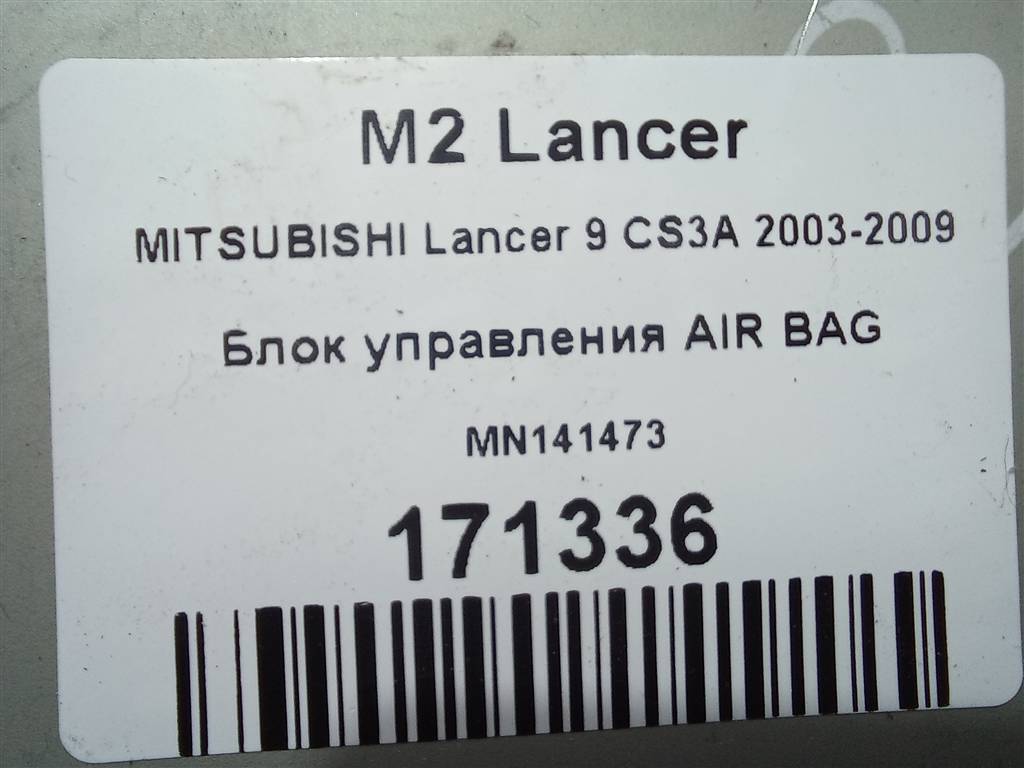 M2 Lancer
MITSUBISHI Lancer 9 CS3A 2003-2009
Блок управления AIR BAG
MN141473
171336